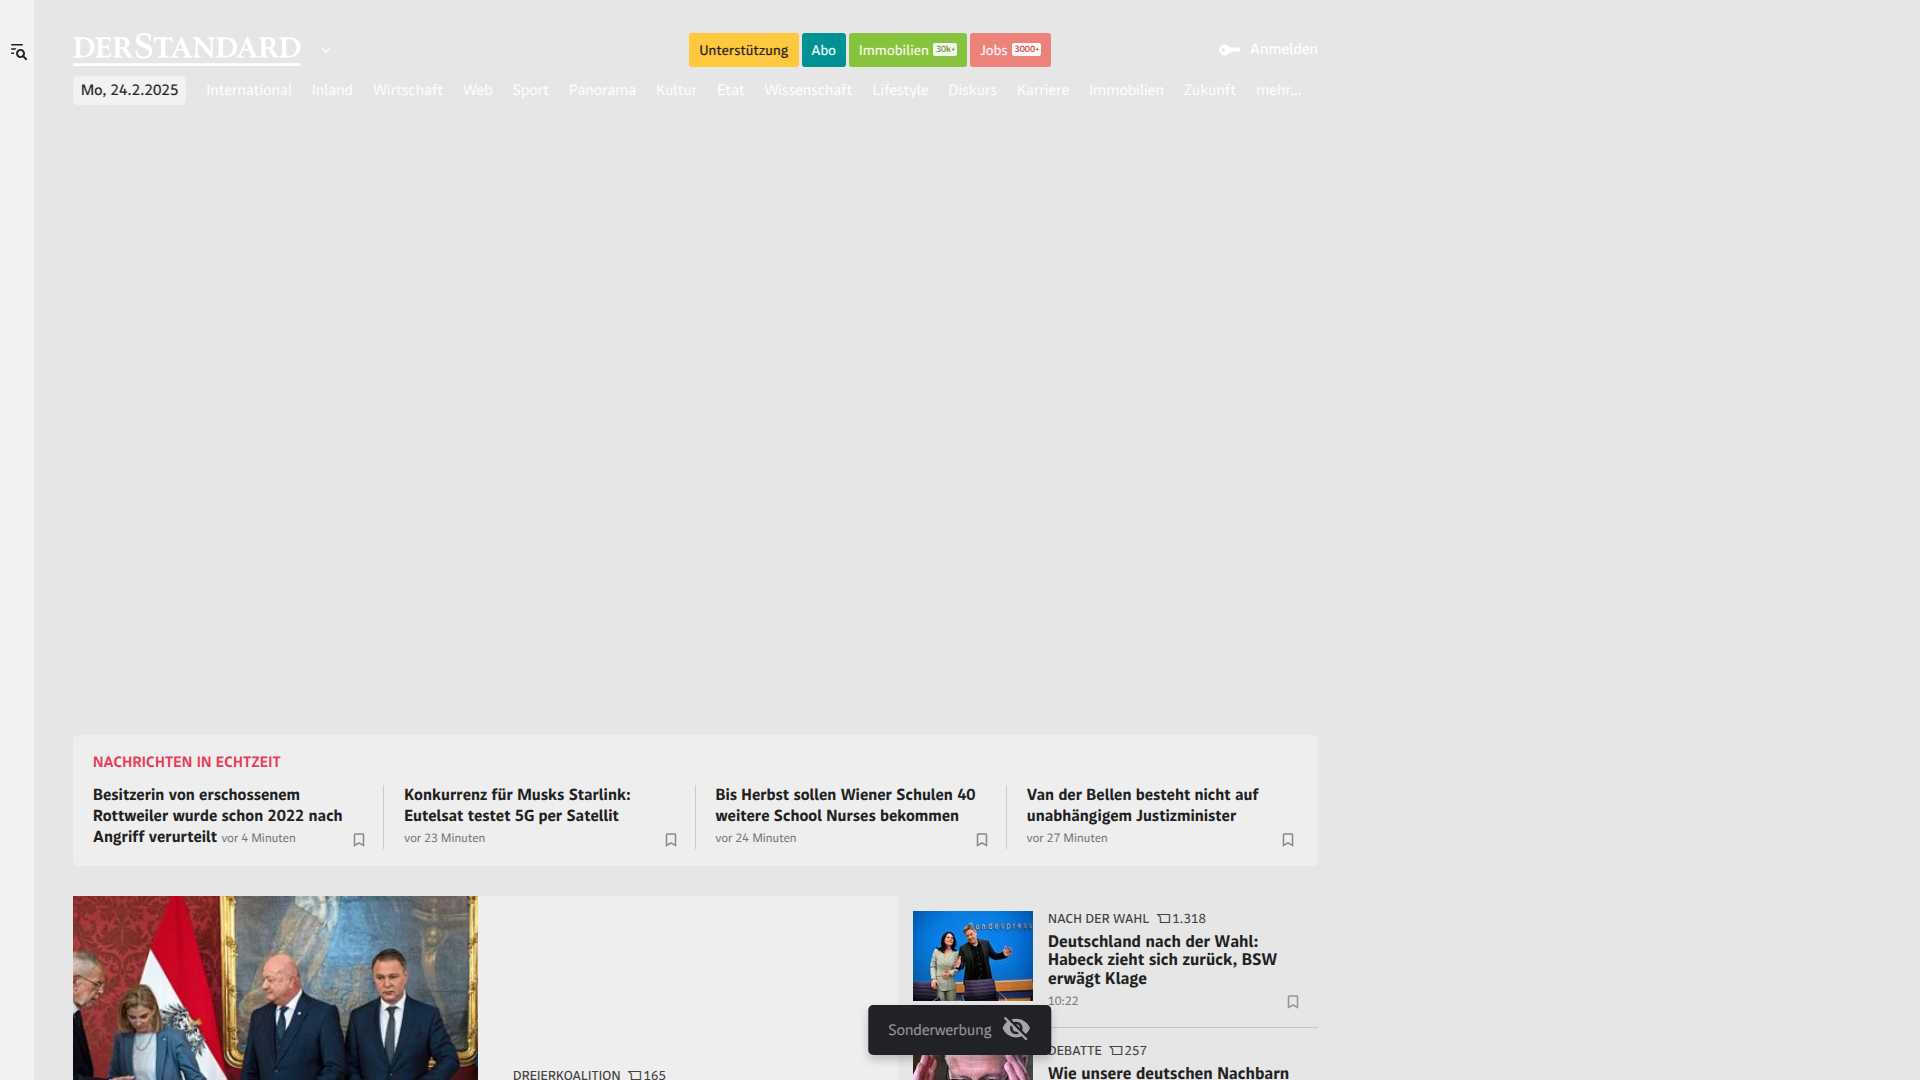 DERSTANDARD
Unterstützung
Abo
Immobilien 30k+
Jobs 3000+
Anmelden
Mo, 24.2.2025
International
Inland
Wirtschaft
Web
Sport
Panorama
Kultur
Etat
Wissenschaft
Lifestyle
Diskurs
Karriere
Immobilien
Zukunft
mehr...
NACHRICHTEN IN ECHTZEIT
Besitzerin von erschossenem
Rottweiler wurde schon 2022 nach
Angriff verurteilt vor 4 Minuten
Konkurrenz für Musks Starlink:
Eutelsat testet 5G per Satellit
vor 23 Minuten
Bis Herbst sollen Wiener Schulen 40
weitere School Nurses bekommen
vor 24 Minuten
Van der Bellen besteht nicht auf
unabhängigem Justizminister
vor 27 Minuten
DREIERKOALITION 165
NACH DER WAHL 1.318
Deutschland nach der Wahl:
Habeck zieht sich zurück, BSW
erwägt Klage
10:22
DEBATTE 257
Wie unsere deutschen Nachbarn
Sonderwerbung